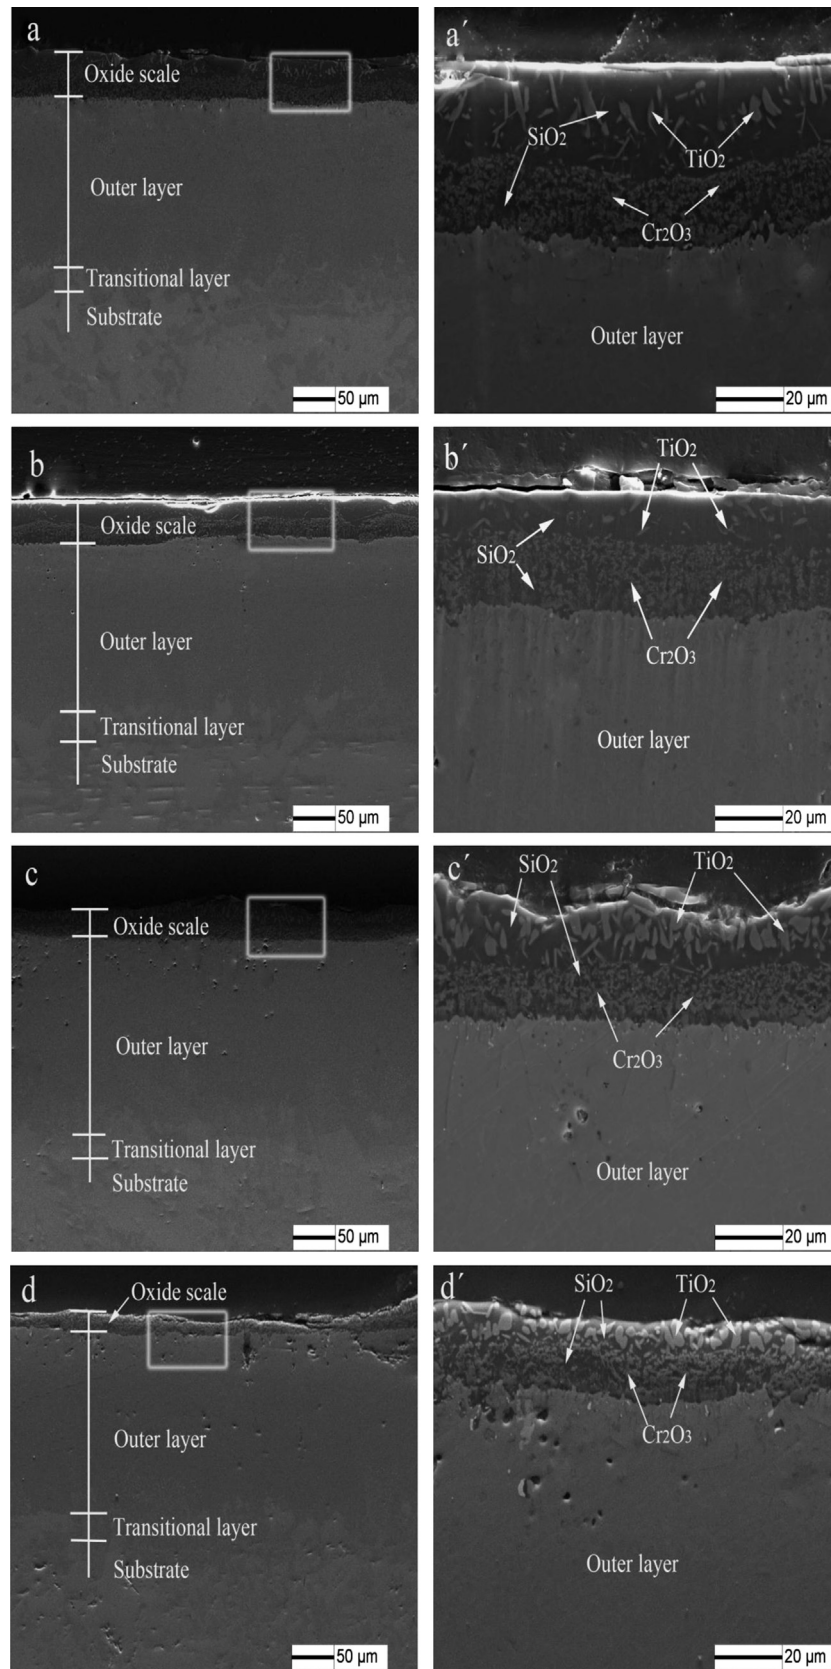 a
Oxide scale
Outer layer
Transitional layer
Substrate
50 µm
a´
SiO2
TiO2
Cr2O3
Outer layer
20 µm
b
Oxide scale
Outer layer
Transitional layer
Substrate
50 µm
b´
TiO2
SiO2
Cr2O3
Outer layer
20 µm
c
Oxide scale
Outer layer
Transitional layer
Substrate
50 µm
c´
SiO2
TiO2
Cr2O3
Outer layer
20 µm
d
Oxide scale
Outer layer
Transitional layer
Substrate
50 µm
d´
SiO2
TiO2
Cr2O3
Outer layer
20 µm